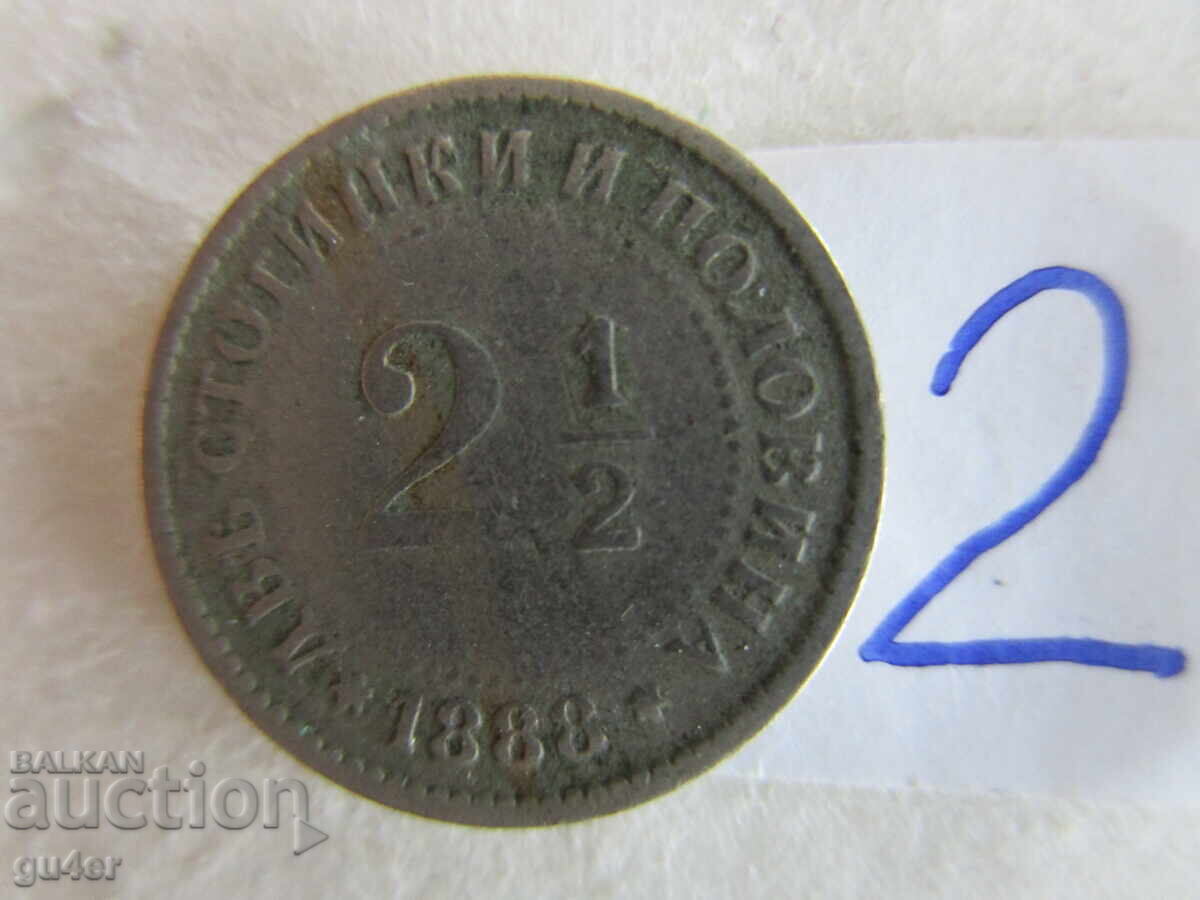 ДВѢ СТОТИНКИ И ПОЛОВИНА
2 1/2
* 1888 *
2
BALKAN
auction
gu4er